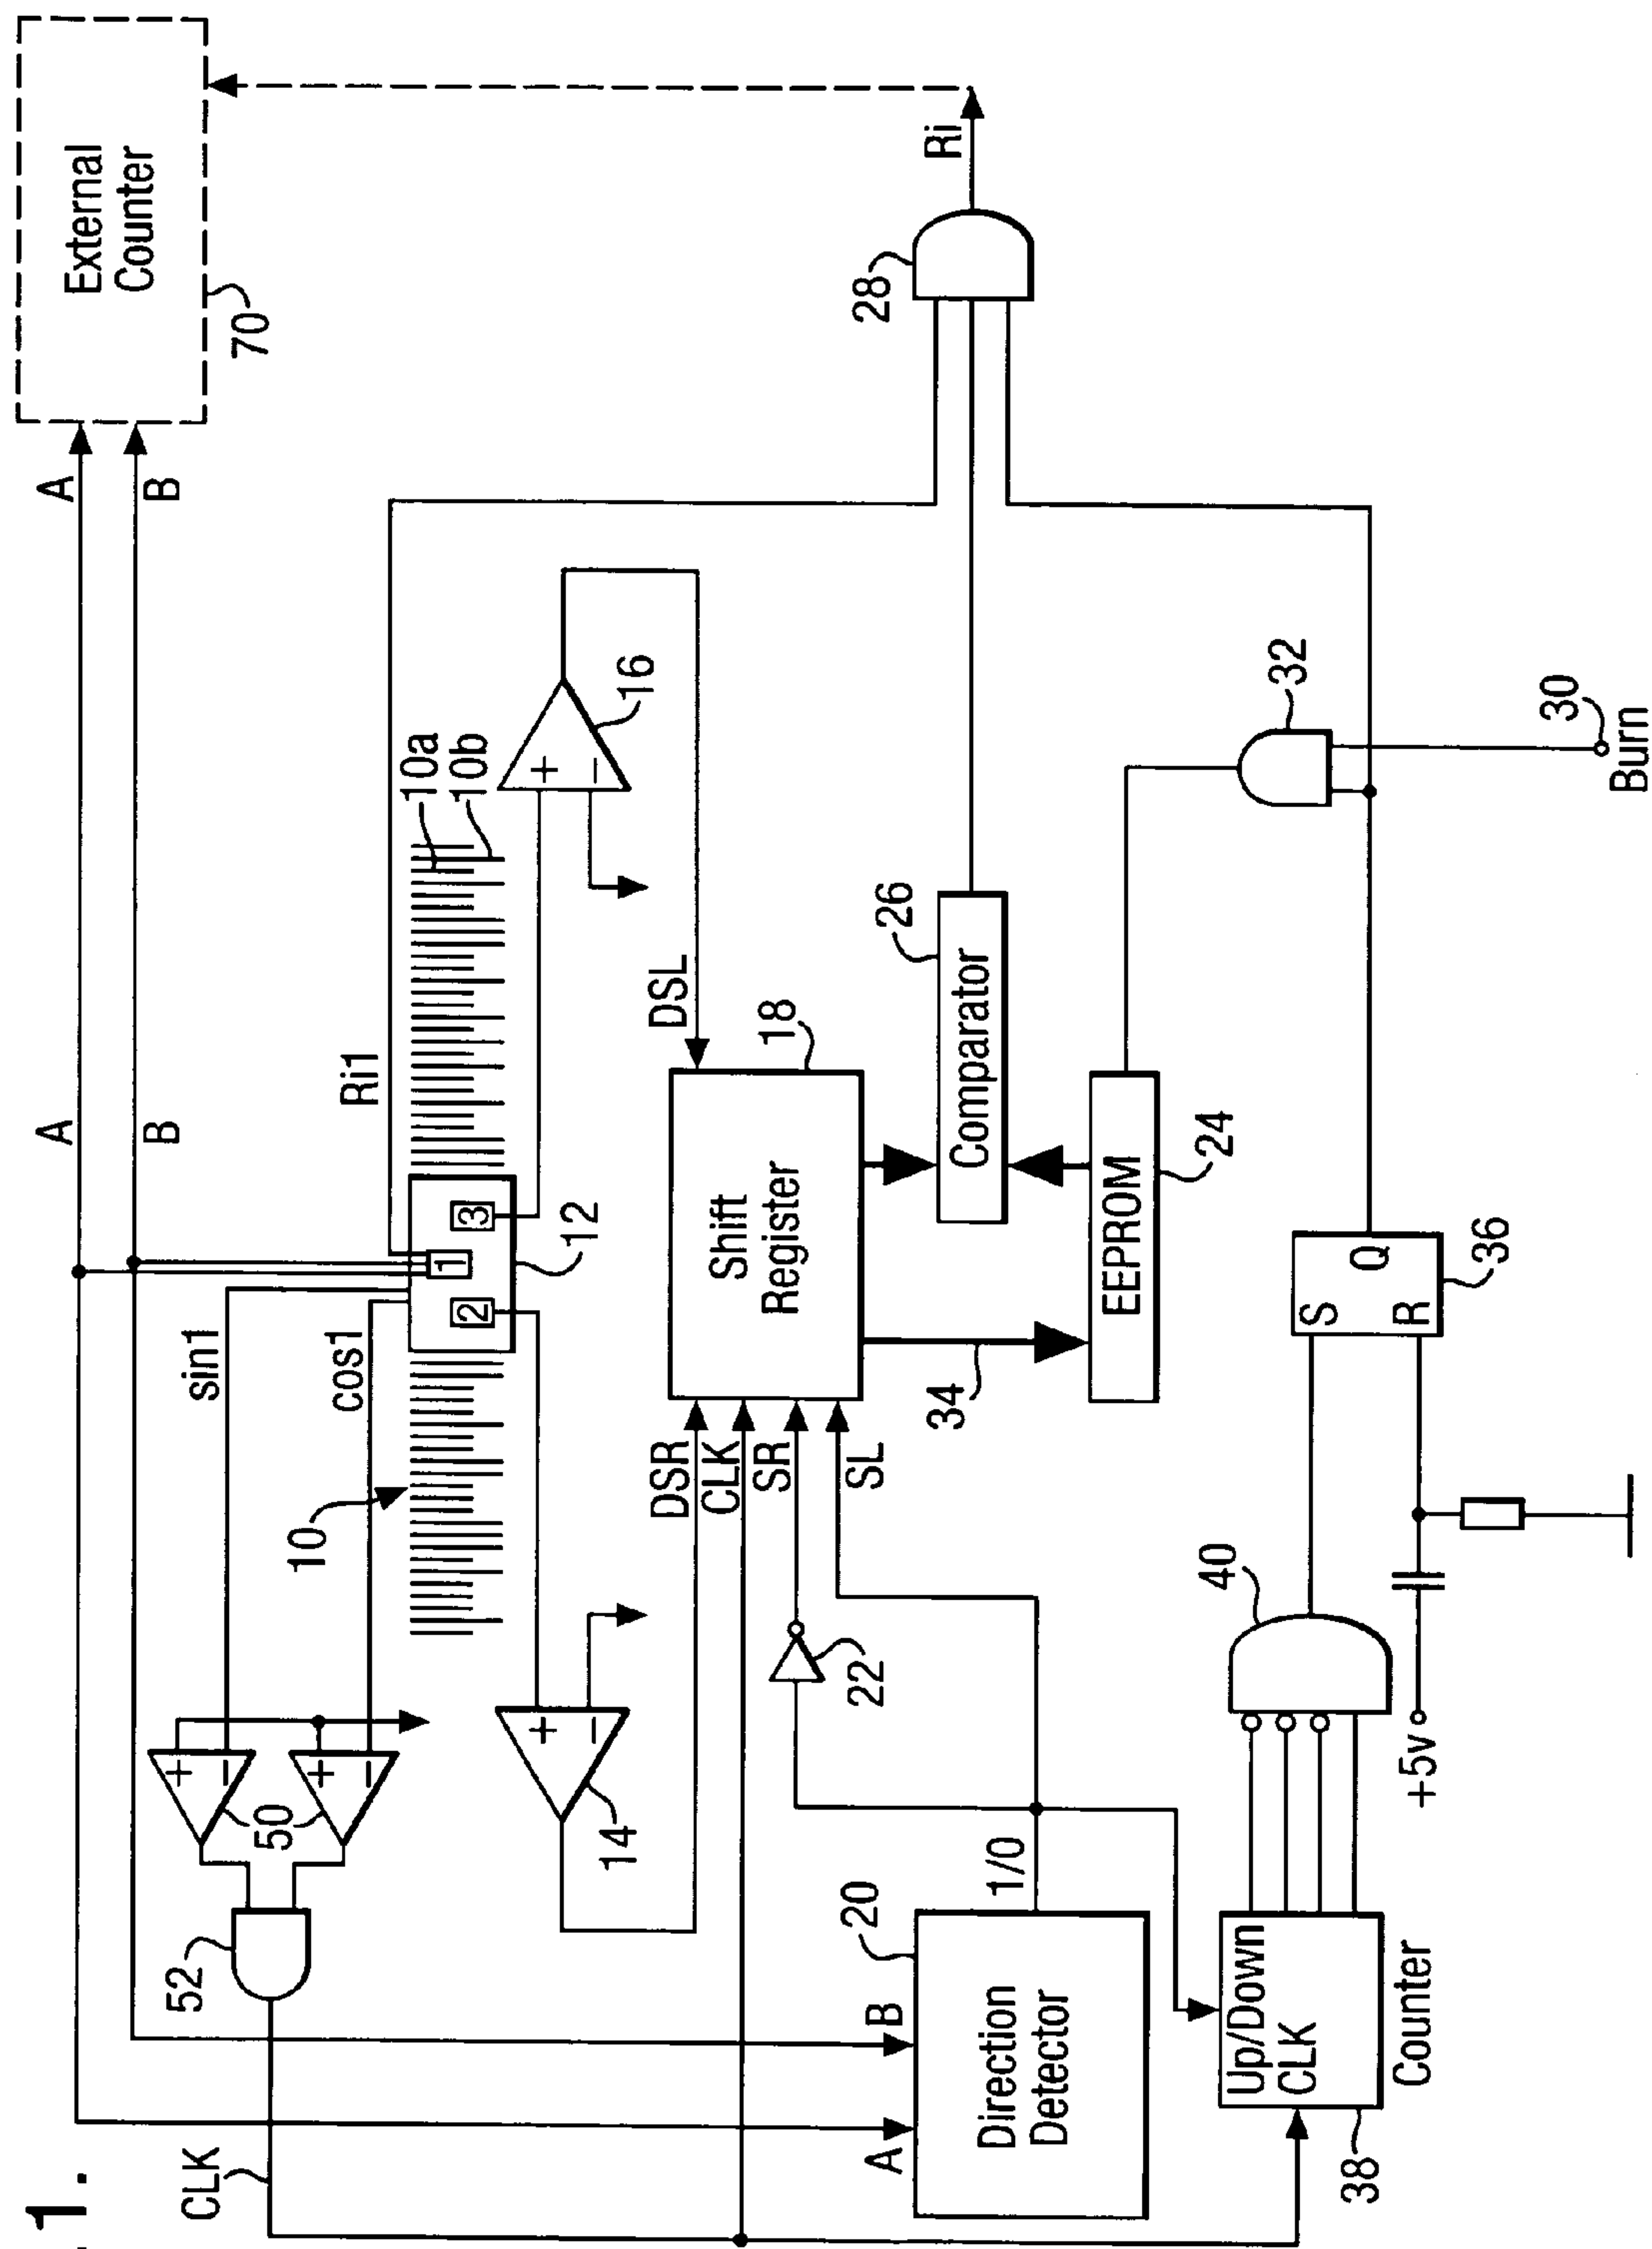 1.
External
Counter
70
A
B
A
B
Ri
28
Ri1
sin1
cos1
10
10a
10b
1
2
3
12
+
−
16
+
−
14
+
−
+
−
50
52
CLK
DSL
18
Shift
Register
DSR
CLK
SR
SL
22
26
Comparator
34
EEPROM
24
32
30
Burn
20
A
B
Direction
Detector
1/0
Up/Down
CLK
Counter
38
40
+5v
S
R
Q
36